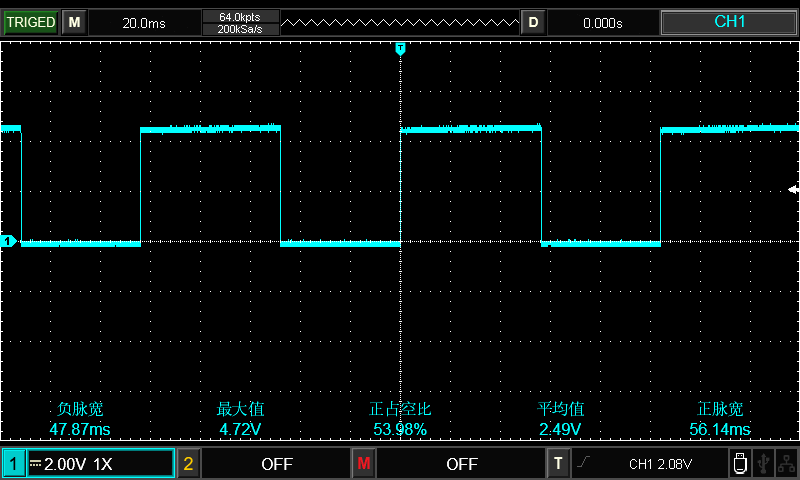 TRIGED M 20.0ms 64.0kpts D 0.000s CH1
200kSa/s
T
1
负脉宽 最大值 正占空比 平均值 正脉宽
47.87ms 4.72V 53.98% 2.49V 56.14ms
1 2.00V 1X 2 OFF M OFF T CH1 2.08V